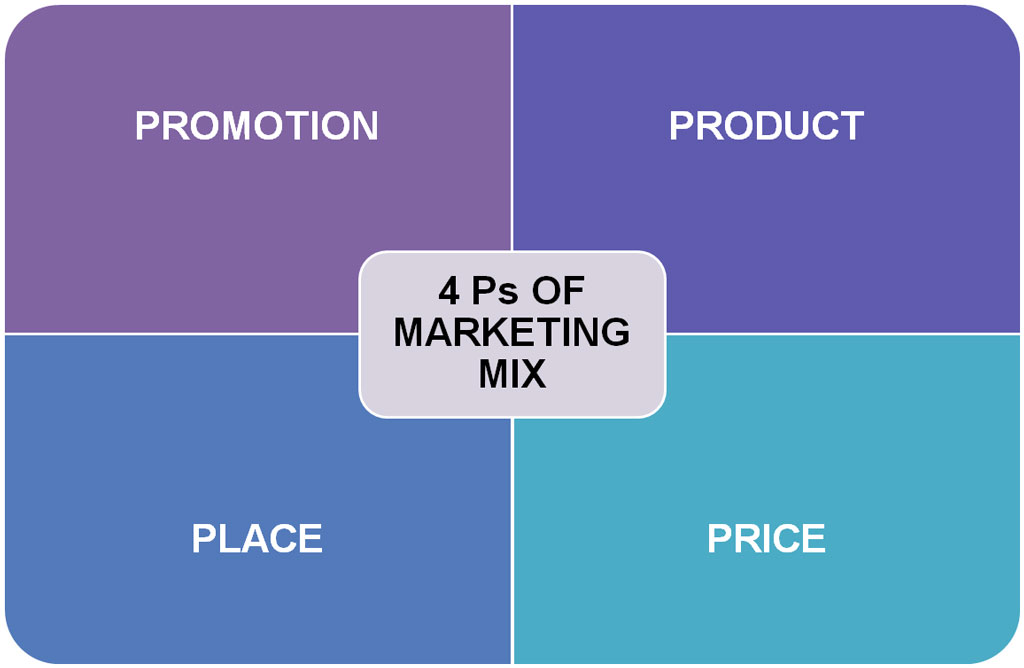 PROMOTION
PRODUCT
4 Ps OF
MARKETING
MIX
PLACE
PRICE